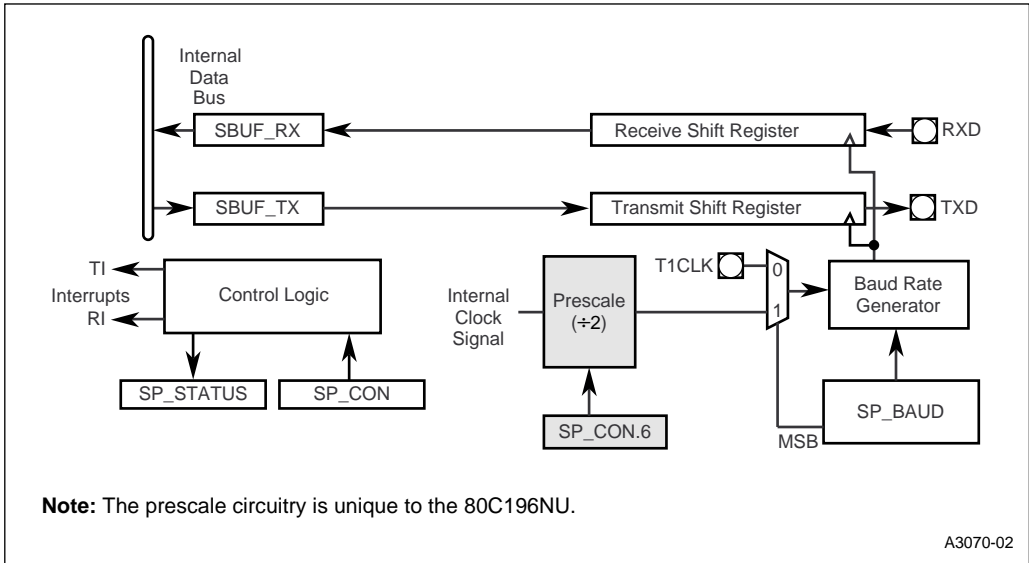 Internal
Data
Bus
SBUF_RX
Receive Shift Register
RXD
SBUF_TX
Transmit Shift Register
TXD
TI
Interrupts
RI
Control Logic
SP_STATUS
SP_CON
Internal
Clock
Signal
Prescale
(÷2)
SP_CON.6
T1CLK
0
1
MSB
Baud Rate
Generator
SP_BAUD
Note: The prescale circuitry is unique to the 80C196NU.
A3070-02